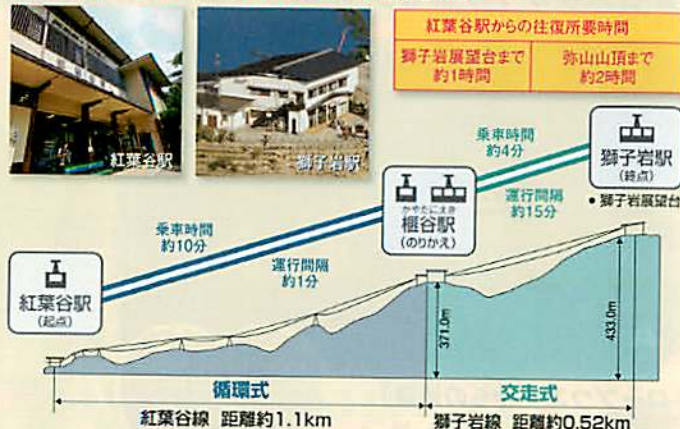 紅葉谷駅
獅子岩駅
紅葉谷駅からの往復所要時間
獅子岩展望台まで
約1時間
弥山山頂まで
約2時間
乗車時間
約4分
獅子岩駅
(終点)
• 獅子岩展望台
運行間隔
約15分
かやたにえき
榧谷駅
(のりかえ)
乗車時間
約10分
運行間隔
約1分
紅葉谷駅
(起点)
371.0m
433.0m
循環式
交走式
紅葉谷線 距離約1.1km
獅子岩線 距離約0.52km